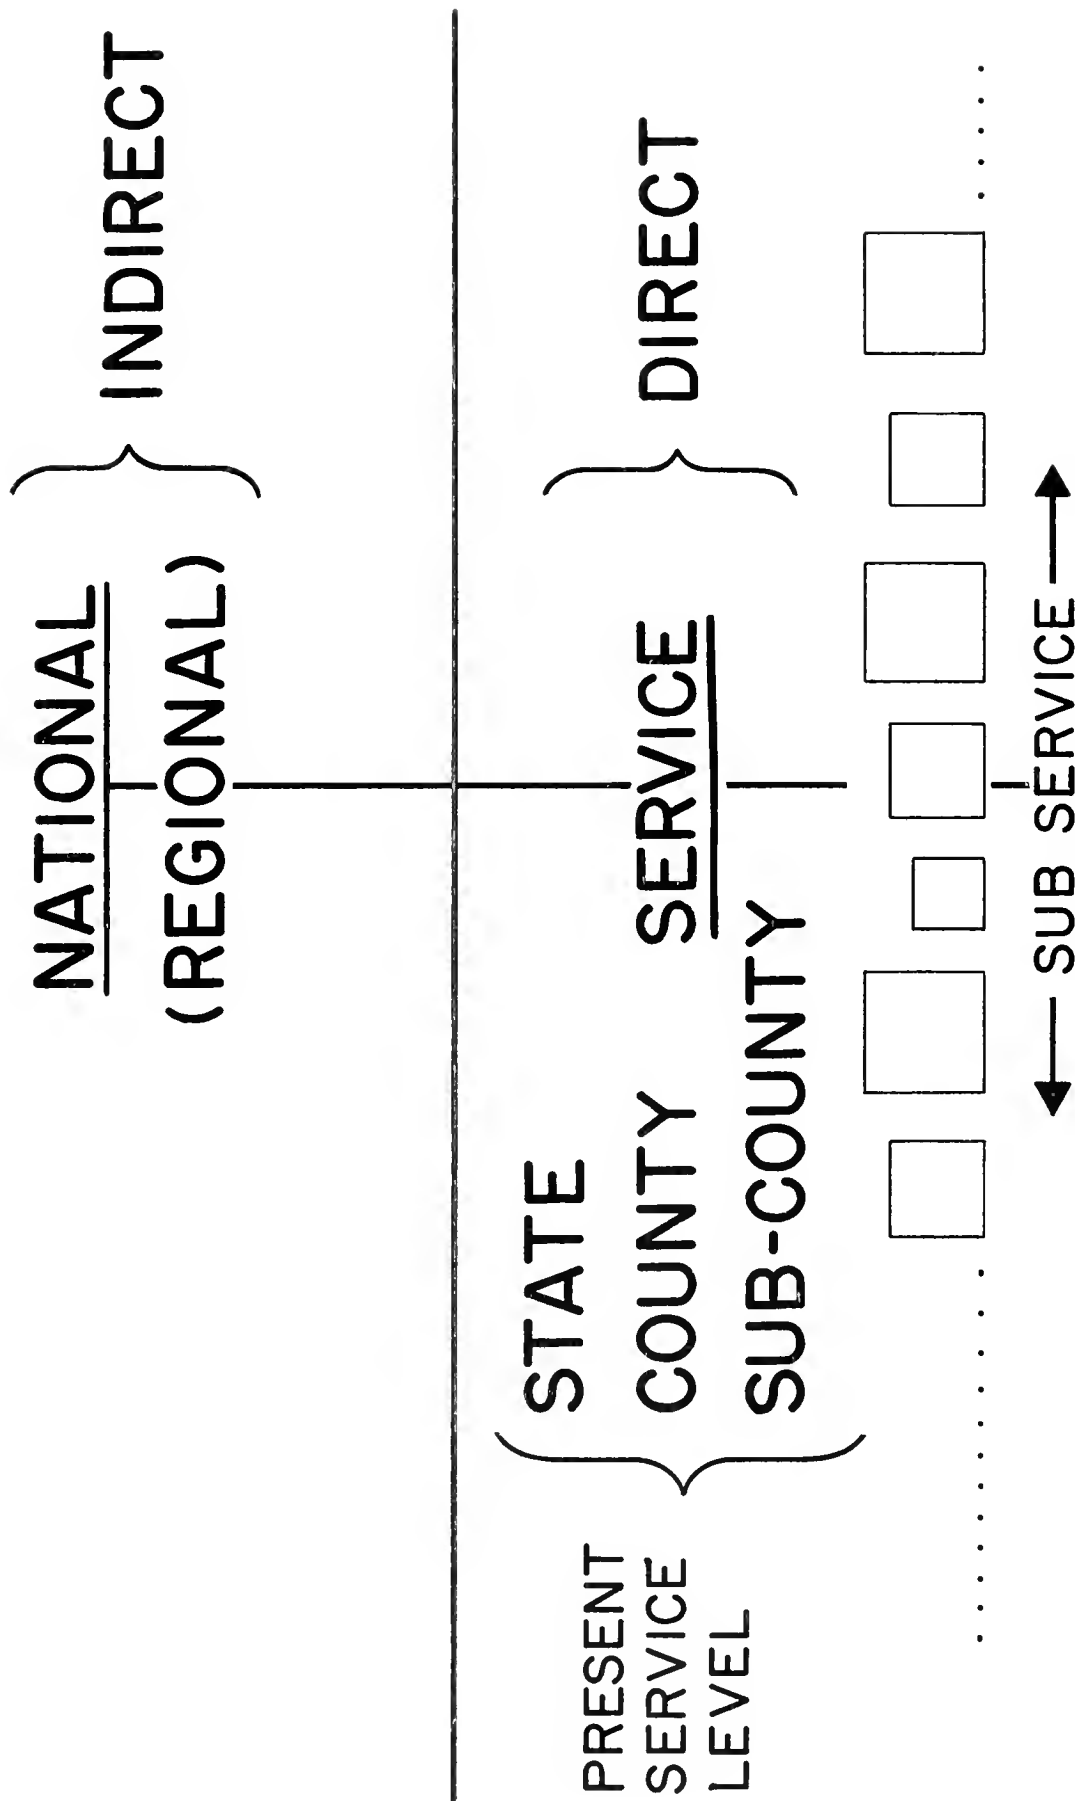 NATIONAL
(REGIONAL)
INDIRECT
PRESENT
SERVICE
LEVEL
STATE
COUNTY
SUB-COUNTY
SERVICE
DIRECT
SUB SERVICE